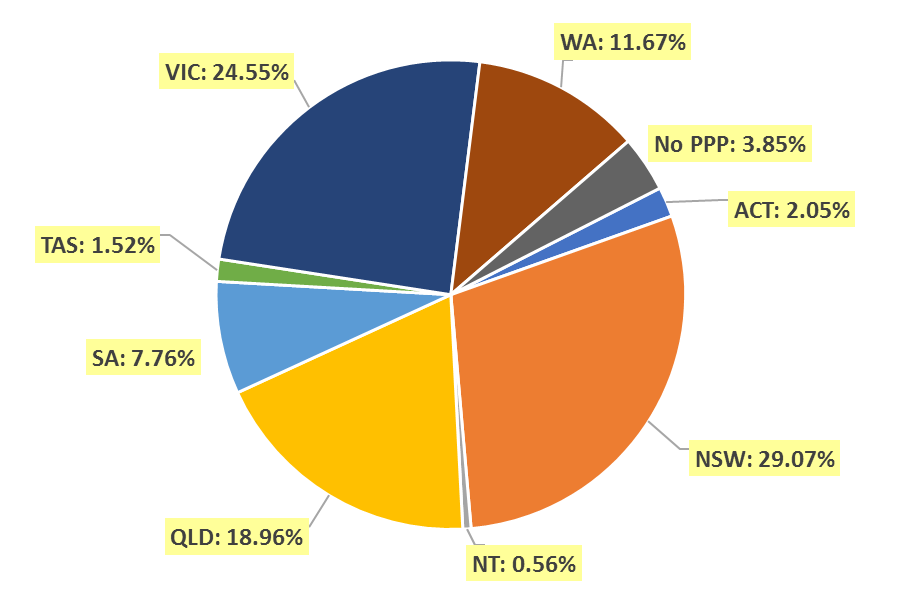 WA: 11.67%
VIC: 24.55%
No PPP: 3.85%
ACT: 2.05%
TAS: 1.52%
SA: 7.76%
NSW: 29.07%
QLD: 18.96%
NT: 0.56%